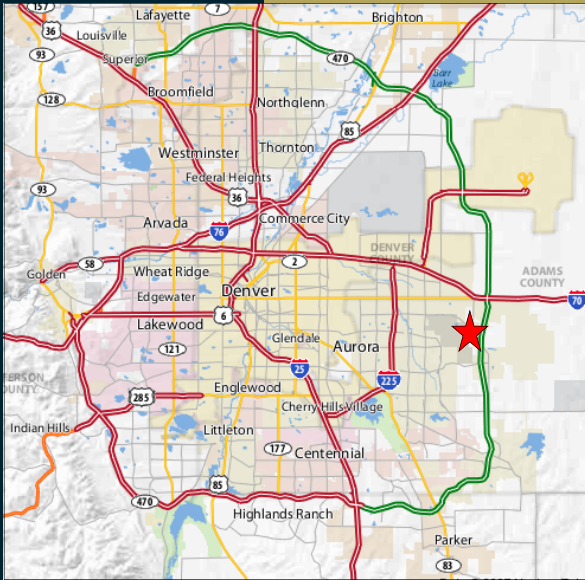 157
Lafayette
7
Brighton
36
Louisville
93
Superior
470
Barr
Lake
128
Broomfield
Northglenn
85
Westminster
Thornton
Federal Heights
93
36
Commerce City
Arvada
76
DENVER
COUNTY
58
2
Golden
Wheat Ridge
ADAMS
COUNTY
Edgewater
Denver
70
6
Lakewood
Glendale
121
Aurora
25
225
FERSON
COUNTY
Englewood
285
Cherry Hills Village
Indian Hills
Littleton
177
Centennial
85
470
Highlands Ranch
Parker
83